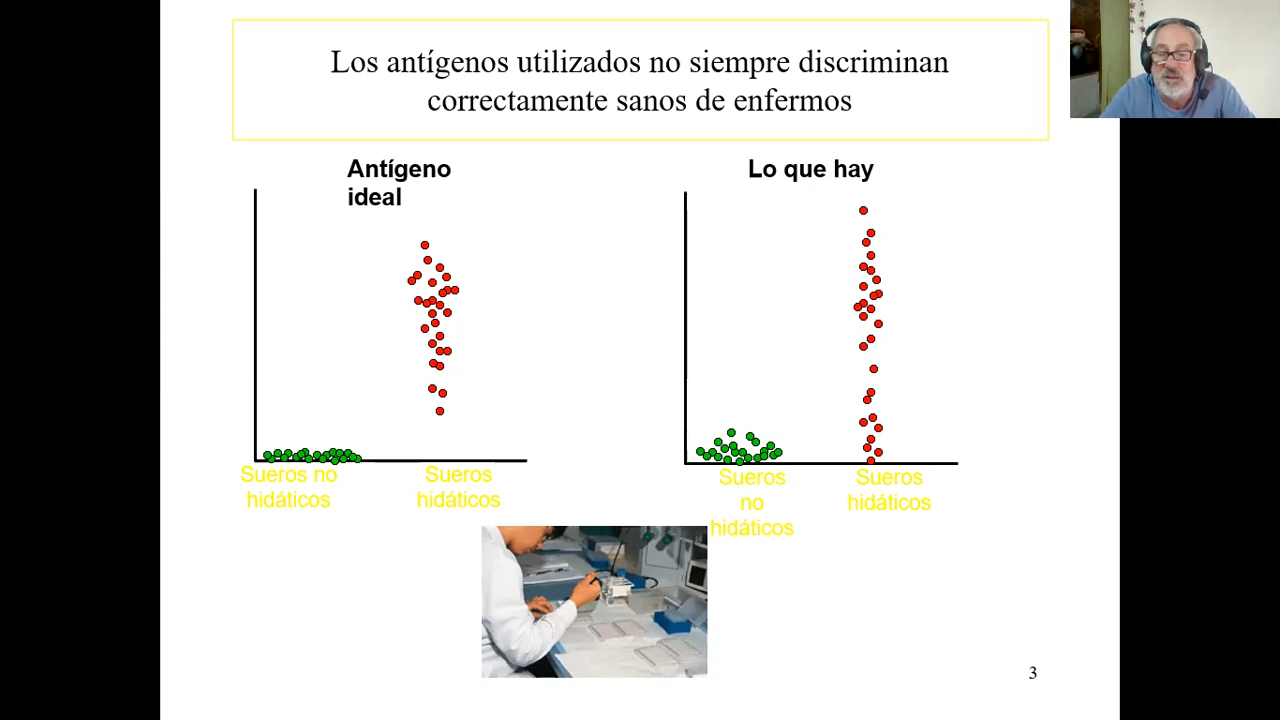 Los antígenos utilizados no siempre discriminan
correctamente sanos de enfermos
Antígeno
ideal
Lo que hay
Sueros no
hidáticos
Sueros
hidáticos
Sueros
no
hidáticos
Sueros
hidáticos
3